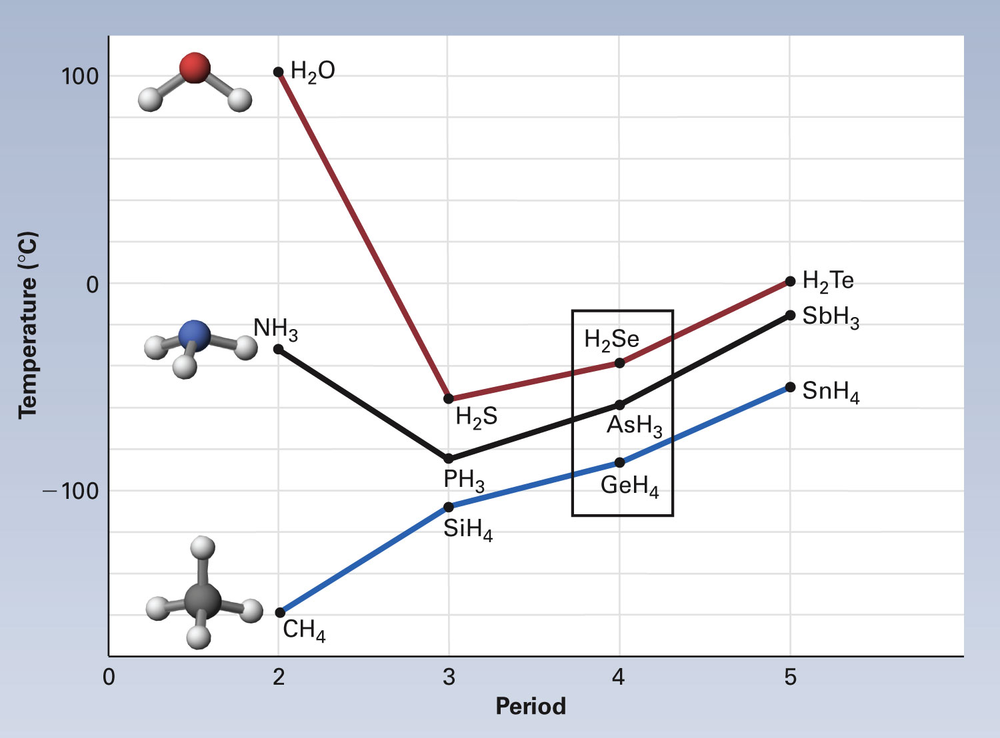 100
H₂O
0
H₂Te
SbH₃
NH₃
H₂Se
SnH₄
H₂S
AsH₃
PH₃
GeH₄
–100
SiH₄
CH₄
0 2 3 4 5
Period
Temperature (°C)